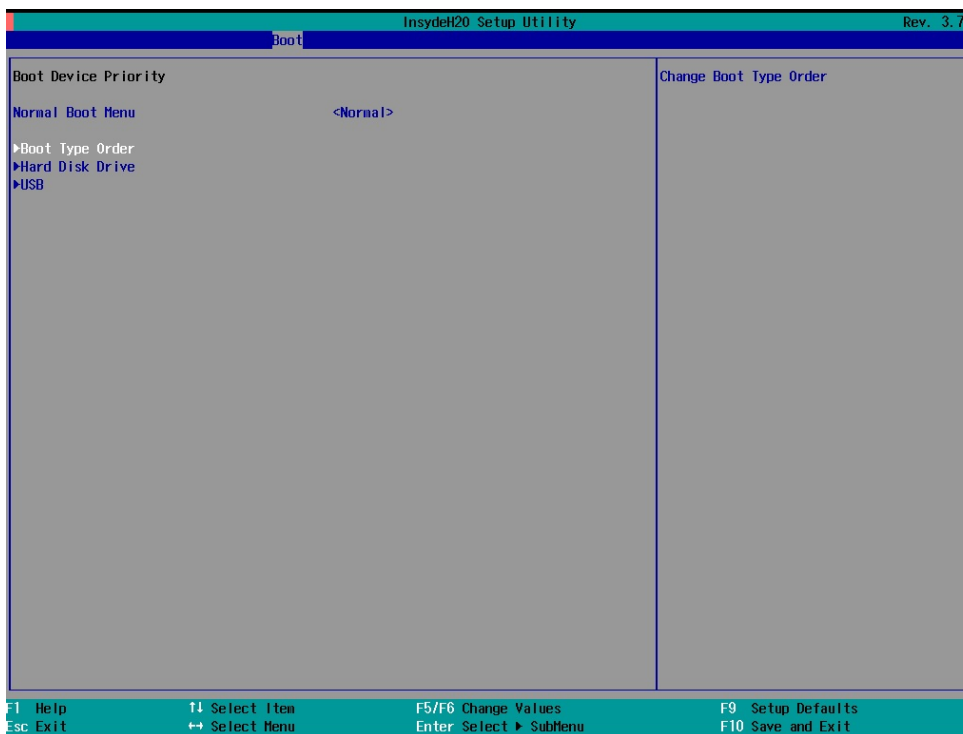 InsydeH20 Setup Utility Rev. 3.7
Boot
Boot Device Priority
Normal Boot Menu <Normal>
▶Boot Type Order
▶Hard Disk Drive
▶USB
Change Boot Type Order
F1 Help ↑↓ Select Item F5/F6 Change Values F9 Setup Defaults
Esc Exit ↔ Select Menu Enter Select ▶ SubMenu F10 Save and Exit